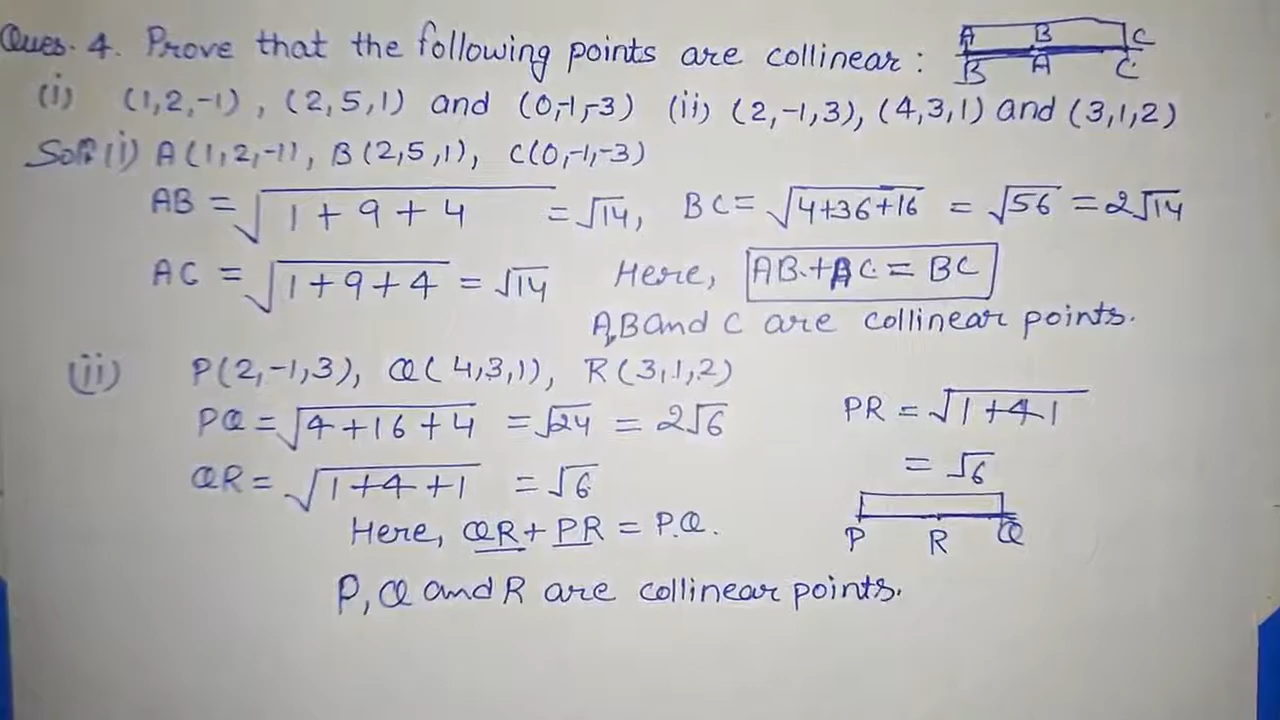 Ques. 4. Prove that the following points are collinear :
A B C
B A C
(i) (1,2,-1), (2,5,1) and (0,-1,-3) (ii) (2,-1,3), (4,3,1) and (3,1,2)
Solⁿ (i) A(1,2,-1), B(2,5,1), C(0,-1,-3)
AB = √1+9+4 = √14, BC = √4+36+16 = √56 = 2√14
AC = √1+9+4 = √14 Here, AB+AC = BC
A,B and C are collinear points.
(ii) P(2,-1,3), Q(4,3,1), R(3,1,2)
PQ = √4+16+4 = √24 = 2√6 PR = √1+41
= √6
QR = √1+4+1 = √6
Here, QR + PR = P.Q.
P R Q
P, Q and R are collinear points.